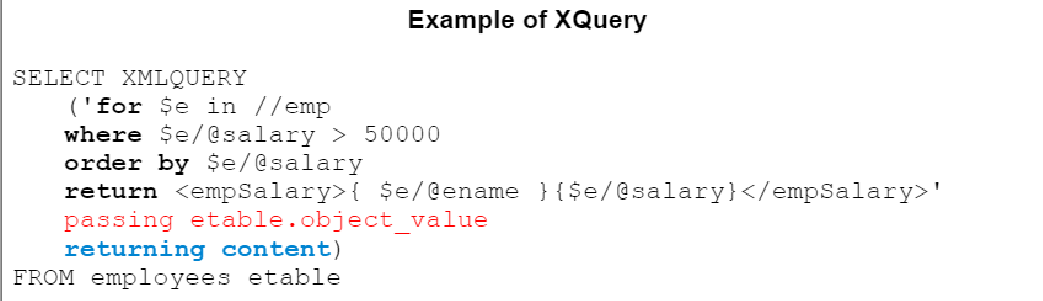 Example of XQuery
SELECT XMLQUERY
('for $e in //emp
where $e/@salary > 50000
order by $e/@salary
return <empSalary>{ $e/@ename }{$e/@salary}</empSalary>'
passing etable.object_value
returning content)
FROM employees etable